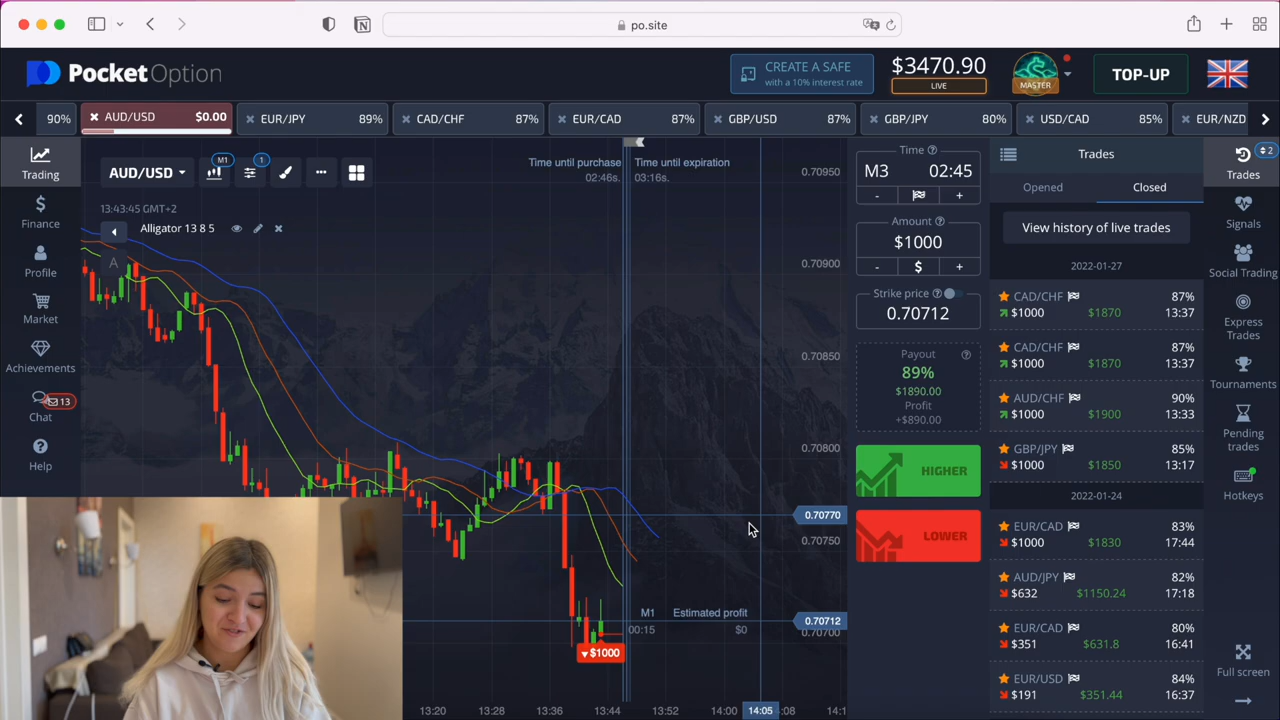 po.site
PocketOption
CREATE A SAFE
with a 10% interest rate
$3470.90
LIVE
MASTER
TOP-UP
90%
AUD/USD $0.00
EUR/JPY 89%
CAD/CHF 87%
EUR/CAD 87%
GBP/USD 87%
GBP/JPY 80%
USD/CAD 85%
EUR/NZD
Trading
Finance
Profile
Market
Achievements
13
Chat
Help
AUD/USD
M1
1
13:43:45 GMT+2
Alligator 13 8 5
A
Time until purchase
02:46s.
Time until expiration
03:16s.
0.70950
0.70900
0.70850
0.70800
0.70770
0.70750
0.70712
0.70700
M1 Estimated profit
00:15 $0
$1000
13:20 13:28 13:36 13:44 13:52 14:00 14:05 :08 14:1
Time
M3 02:45
- +
Amount
$1000
- $ +
Strike price
0.70712
Payout
89%
$1890.00
Profit
+$890.00
HIGHER
LOWER
Trades
Opened Closed
View history of live trades
2022-01-27
CAD/CHF 87%
$1000 $1870 13:37
CAD/CHF 87%
$1000 $1870 13:37
AUD/CHF 90%
$1000 $1900 13:33
GBP/JPY 85%
$1000 $1850 13:17
2022-01-24
EUR/CAD 83%
$1000 $1830 17:44
AUD/JPY 82%
$632 $1150.24 17:18
EUR/CAD 80%
$351 $631.8 16:41
EUR/USD 84%
$191 $351.44 16:37
2
Trades
Signals
Social Trading
Express
Trades
Tournaments
Pending
trades
Hotkeys
Full screen